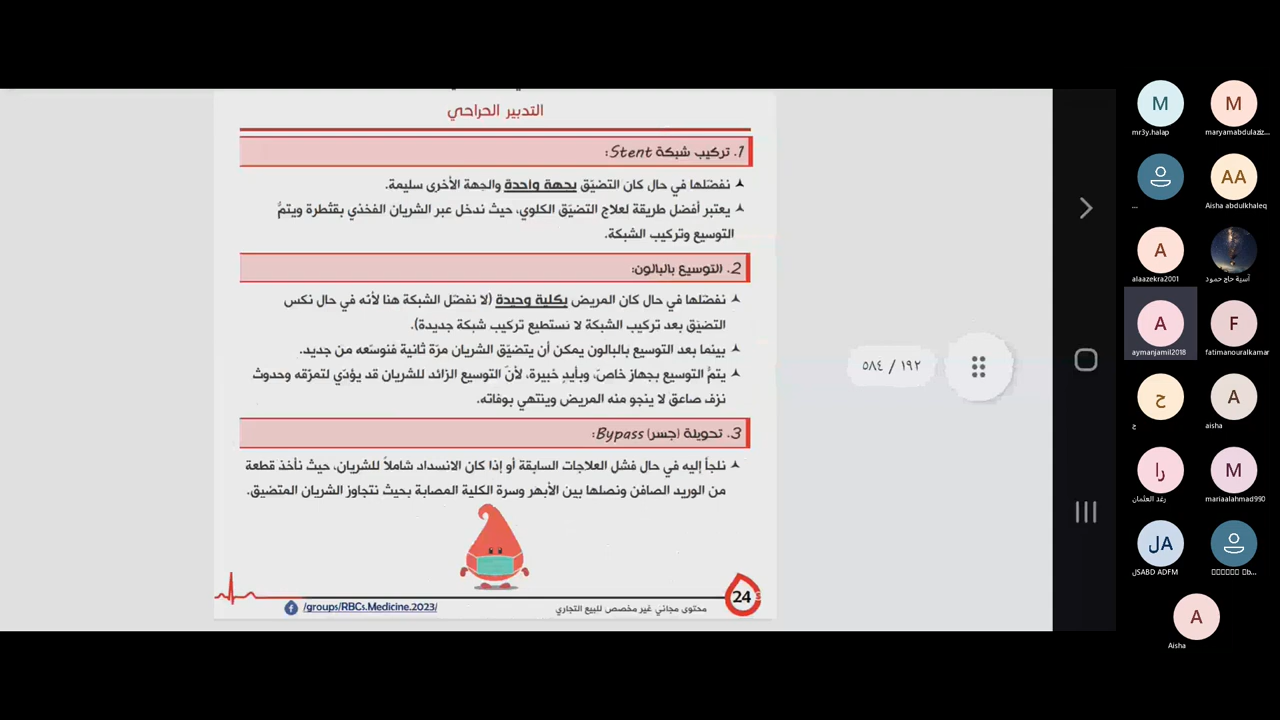 التدبير الجراحي
1. تركيب شبكة Stent:
نفضّلها في حال كان التضيّق بجهة واحدة والجهة الأخرى سليمة.
يعتبر أفضل طريقة لعلاج التضيّق الكلوي، حيث ندخل عبر الشريان الفخذي بقثطرة ويتمُّ
التوسيع وتركيب الشبكة.
2. التوسيع بالبالون:
نفضّلها في حال كان المريض بكلية وحيدة (لا نفضّل الشبكة هنا لأنه في حال نكس
التضيّق بعد تركيب الشبكة لا نستطيع تركيب شبكة جديدة).
بينما بعد التوسيع بالبالون يمكن أن يتضيّق الشريان مرّة ثانية فنوسّعه من جديد.
يتمُّ التوسيع بجهاز خاصّ، وبأيدٍ خبيرة، لأنّ التوسيع الزائد للشريان قد يؤدّي لتمزّقه وحدوث
نزف صاعق لا ينجو منه المريض وينتهي بوفاته.
3. تحويلة (جسر) Bypass:
نلجأ إليه في حال فشل العلاجات السابقة أو إذا كان الانسداد شاملاً للشريان، حيث نأخذ قطعة
من الوريد الصافن ونصلها بين الأبهر وسرة الكلية المصابة بحيث نتجاوز الشريان المتضيق.
24
محتوى مجاني غير مخصص للبيع التجاري
/groups/RBCs.Medicine.2023/
١٩٢ / ٥٨٤
M
mr3y.halap
M
maryamabdulaziz...
...
AA
Aisha abdulkhaleq
A
alaazekra2001
آسية حاج حمود
A
aymanjamil2018
F
fatimanouralkamar
ح
ح
A
aisha
را
رغد العثمان
M
mariaalahmad990
JA
JSABD ADFM
A
Aisha